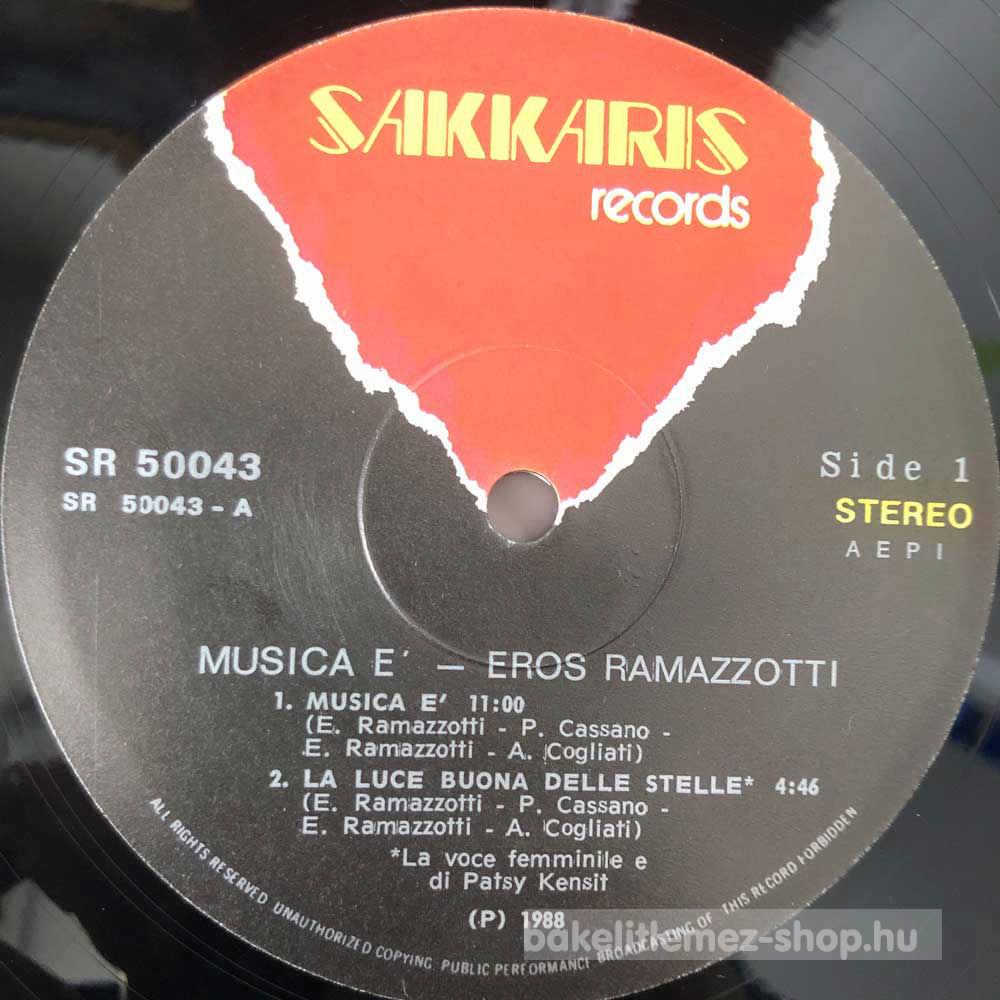 SAKKARIS
records
SR 50043
SR 50043 - A
Side 1
STEREO
AEPI
MUSICA E' — EROS RAMAZZOTTI
1. MUSICA E' 11:00
(E. Ramazzotti - P. Cassano -
E. Ramazzotti - A. Cogliati)
2. LA LUCE BUONA DELLE STELLE* 4:46
(E. Ramazzotti - P. Cassano -
E. Ramazzotti - A. Cogliati)
*La voce femminile e
di Patsy Kensit
(P) 1988
ALL RIGHTS RESERVED UNAUTHORIZED COPYING PUBLIC PERFORMANCE BROADCASTING OF THIS RECORD FORBIDDEN
bakelitlemez-shop.hu